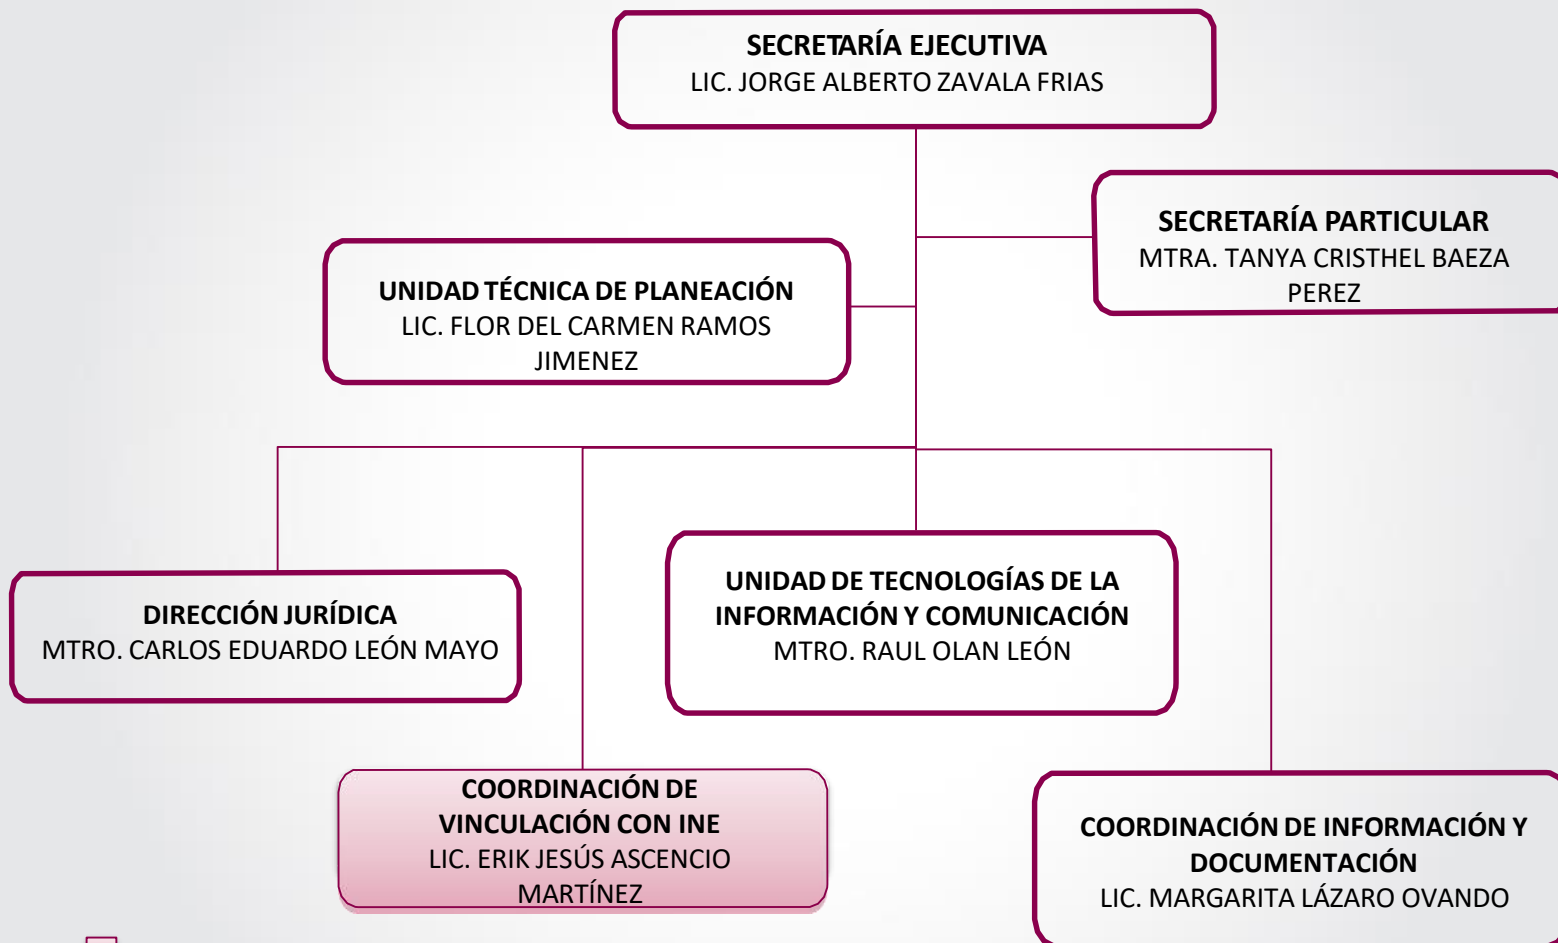 SECRETARÍA EJECUTIVA
LIC. JORGE ALBERTO ZAVALA FRIAS
SECRETARÍA PARTICULAR
MTRA. TANYA CRISTHEL BAEZA
PEREZ
UNIDAD TÉCNICA DE PLANEACIÓN
LIC. FLOR DEL CARMEN RAMOS
JIMENEZ
DIRECCIÓN JURÍDICA
MTRO. CARLOS EDUARDO LEÓN MAYO
UNIDAD DE TECNOLOGÍAS DE LA
INFORMACIÓN Y COMUNICACIÓN
MTRO. RAUL OLAN LEÓN
COORDINACIÓN DE
VINCULACIÓN CON INE
LIC. ERIK JESÚS ASCENCIO
MARTÍNEZ
COORDINACIÓN DE INFORMACIÓN Y
DOCUMENTACIÓN
LIC. MARGARITA LÁZARO OVANDO